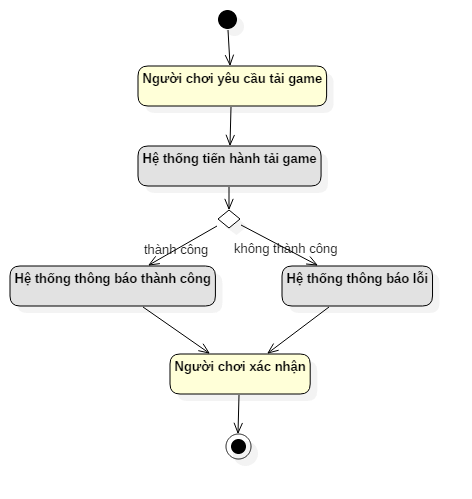 Người chơi yêu cầu tải game
Hệ thống tiến hành tải game
thành công
không thành công
Hệ thống thông báo thành công
Hệ thống thông báo lỗi
Người chơi xác nhận